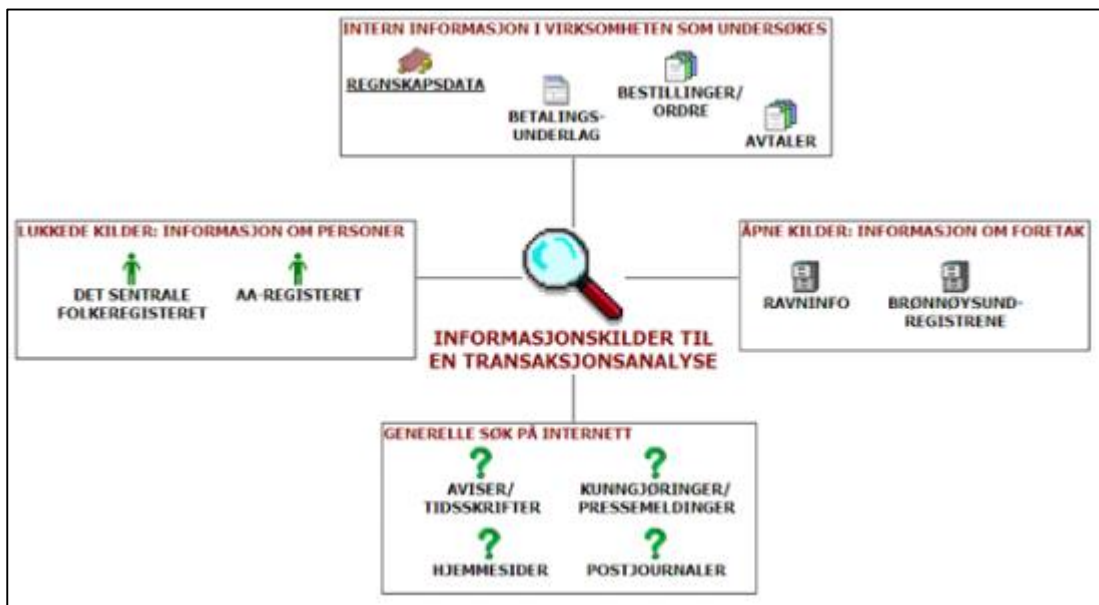 INTERN INFORMASJON I VIRKSOMHETEN SOM UNDERSØKES
REGNSKAPSDATA
BETALINGS-
UNDERLAG
BESTILLINGER/
ORDRE
AVTALER
LUKKEDE KILDER: INFORMASJON OM PERSONER
DET SENTRALE
FOLKEREGISTERET
AA-REGISTERET
ÅPNE KILDER: INFORMASJON OM FORETAK
RAVNINFO
BRØNNØYSUND-
REGISTRENE
INFORMASJONSKILDER TIL
EN TRANSAKSJONSANALYSE
GENERELLE SØK PÅ INTERNETT
?
AVISER/
TIDSSKRIFTER
?
KUNNGJØRINGER/
PRESSEMELDINGER
?
HJEMMESIDER
?
POSTJOURNALER